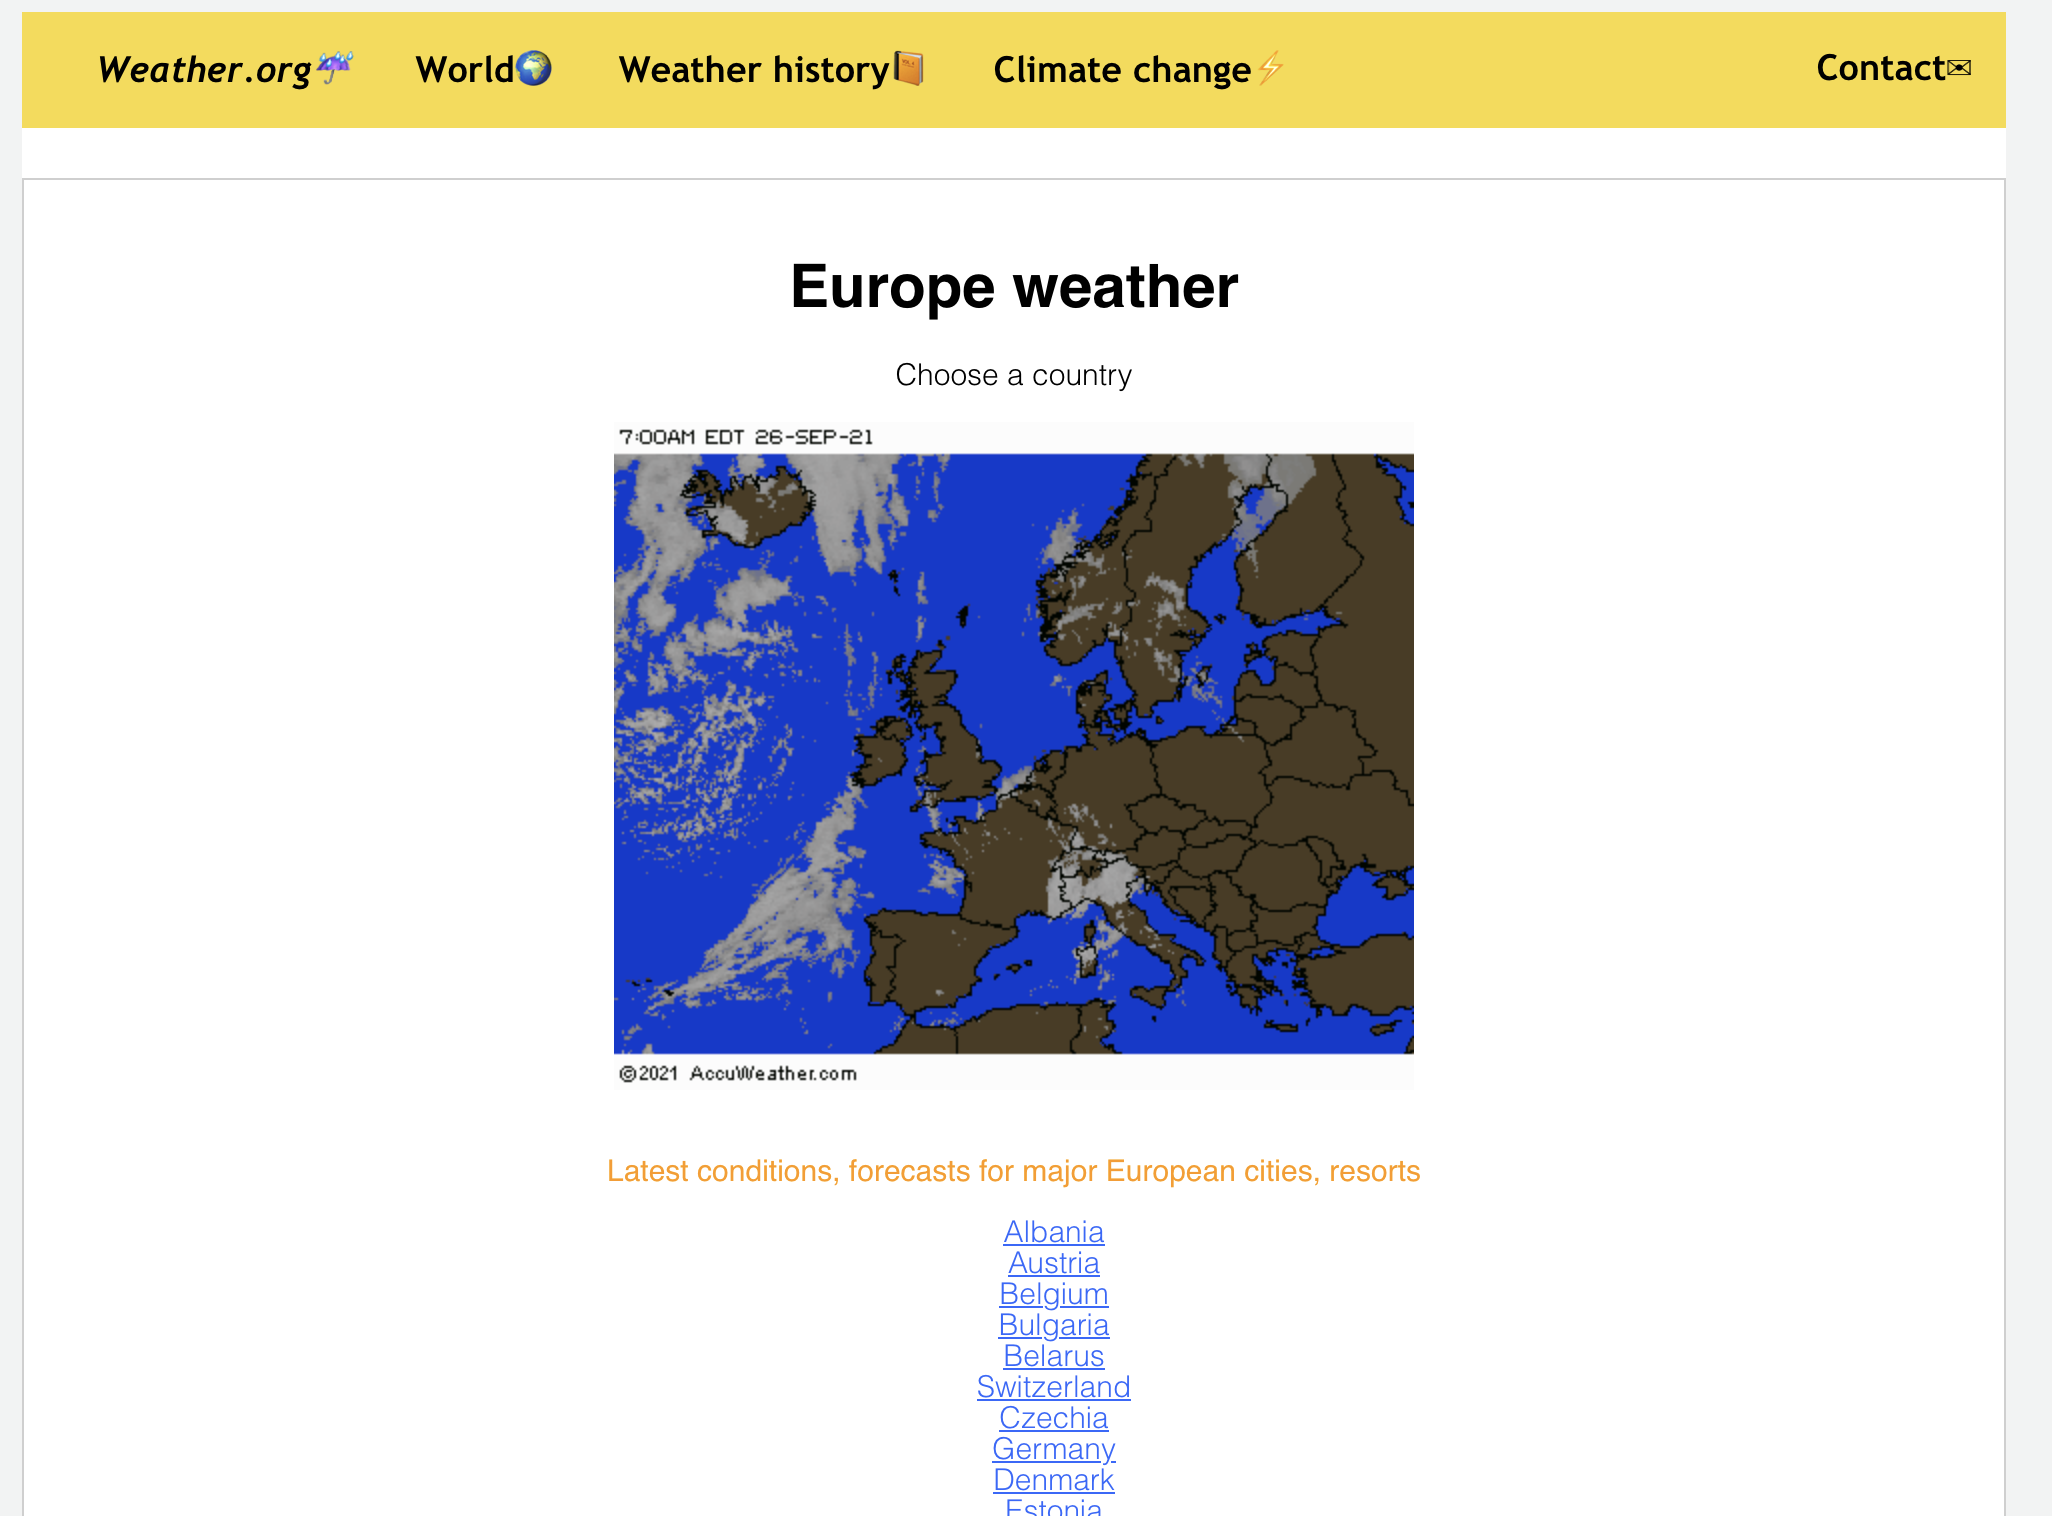 Weather.org☔ World🌍 Weather history📔 Climate change⚡ Contact✉
Europe weather
Choose a country
7:00AM EDT 26-SEP-21
©2021 AccuWeather.com
Latest conditions, forecasts for major European cities, resorts
Albania
Austria
Belgium
Bulgaria
Belarus
Switzerland
Czechia
Germany
Denmark
Estonia